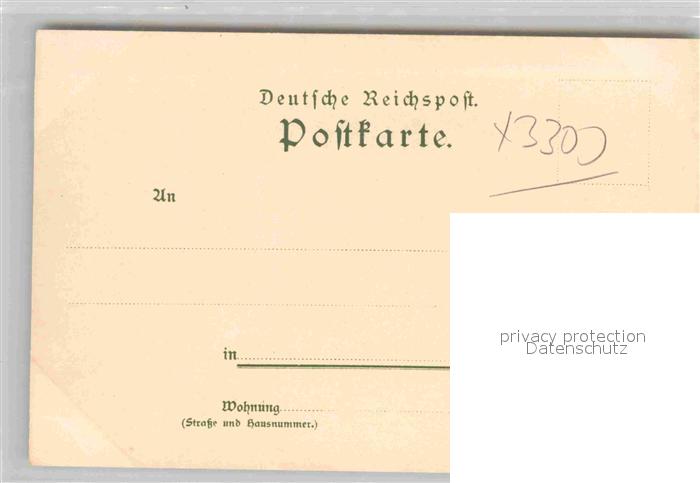 Deutsche Reichspost.
Postkarte.
x3300
An
privacy protection
Datenschutz
in
Wohnung
(Straße und Hausnummer.)